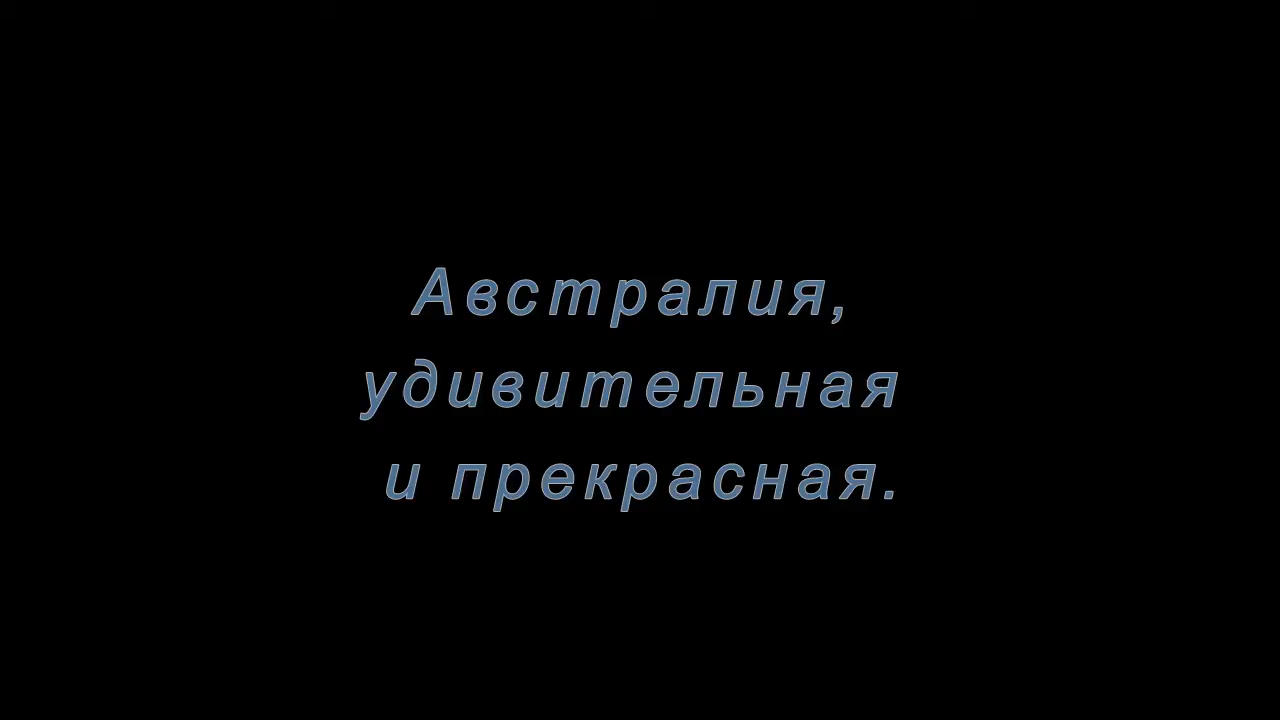 Австралия,
удивительная
и прекрасная.